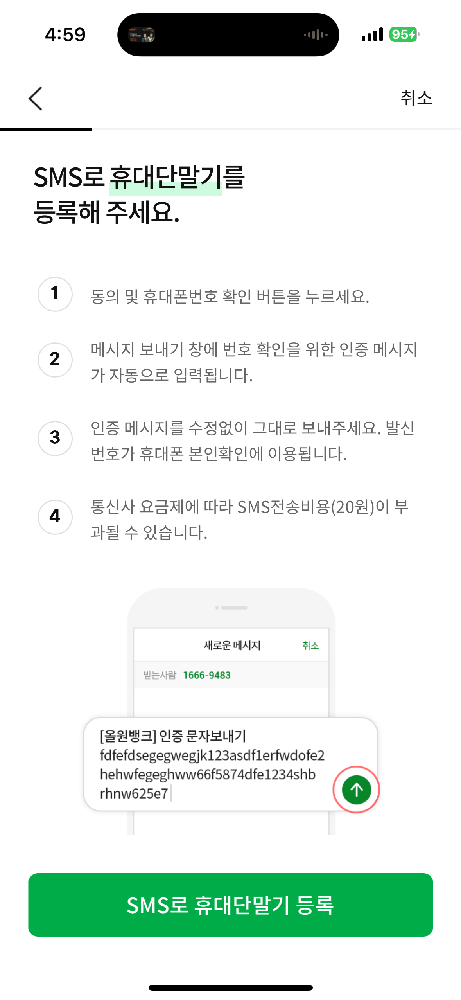 4:59
95
취소
SMS로 휴대단말기를
등록해 주세요.
1
동의 및 휴대폰번호 확인 버튼을 누르세요.
2
메시지 보내기 창에 번호 확인을 위한 인증 메시지
가 자동으로 입력됩니다.
3
인증 메시지를 수정없이 그대로 보내주세요. 발신
번호가 휴대폰 본인확인에 이용됩니다.
4
통신사 요금제에 따라 SMS전송비용(20원)이 부
과될 수 있습니다.
새로운 메시지 취소
받는사람 1666-9483
[올원뱅크] 인증 문자보내기
fdfefdsegegwegjk123asdf1erfwdofe2
hehwfegeghww66f5874dfe1234shb
rhnw625e7
SMS로 휴대단말기 등록